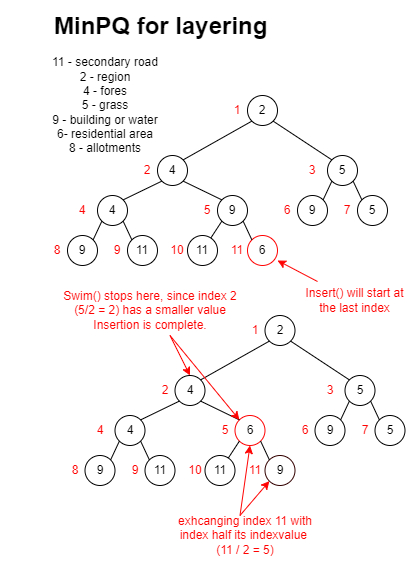 MinPQ for layering
11 - secondary road
2 - region
4 - fores
5 - grass
9 - building or water
6- residential area
8 - allotments
1 2
2 4 3 5
4 4 5 9 6 9 7 5
8 9 9 11 10 11 11 6
Insert() will start at
the last index
Swim() stops here, since index 2
(5/2 = 2) has a smaller value
Insertion is complete.
1 2
2 4 3 5
4 4 5 6 6 9 7 5
8 9 9 11 10 11 11 9
exhcanging index 11 with
index half its indexvalue
(11 / 2 = 5)